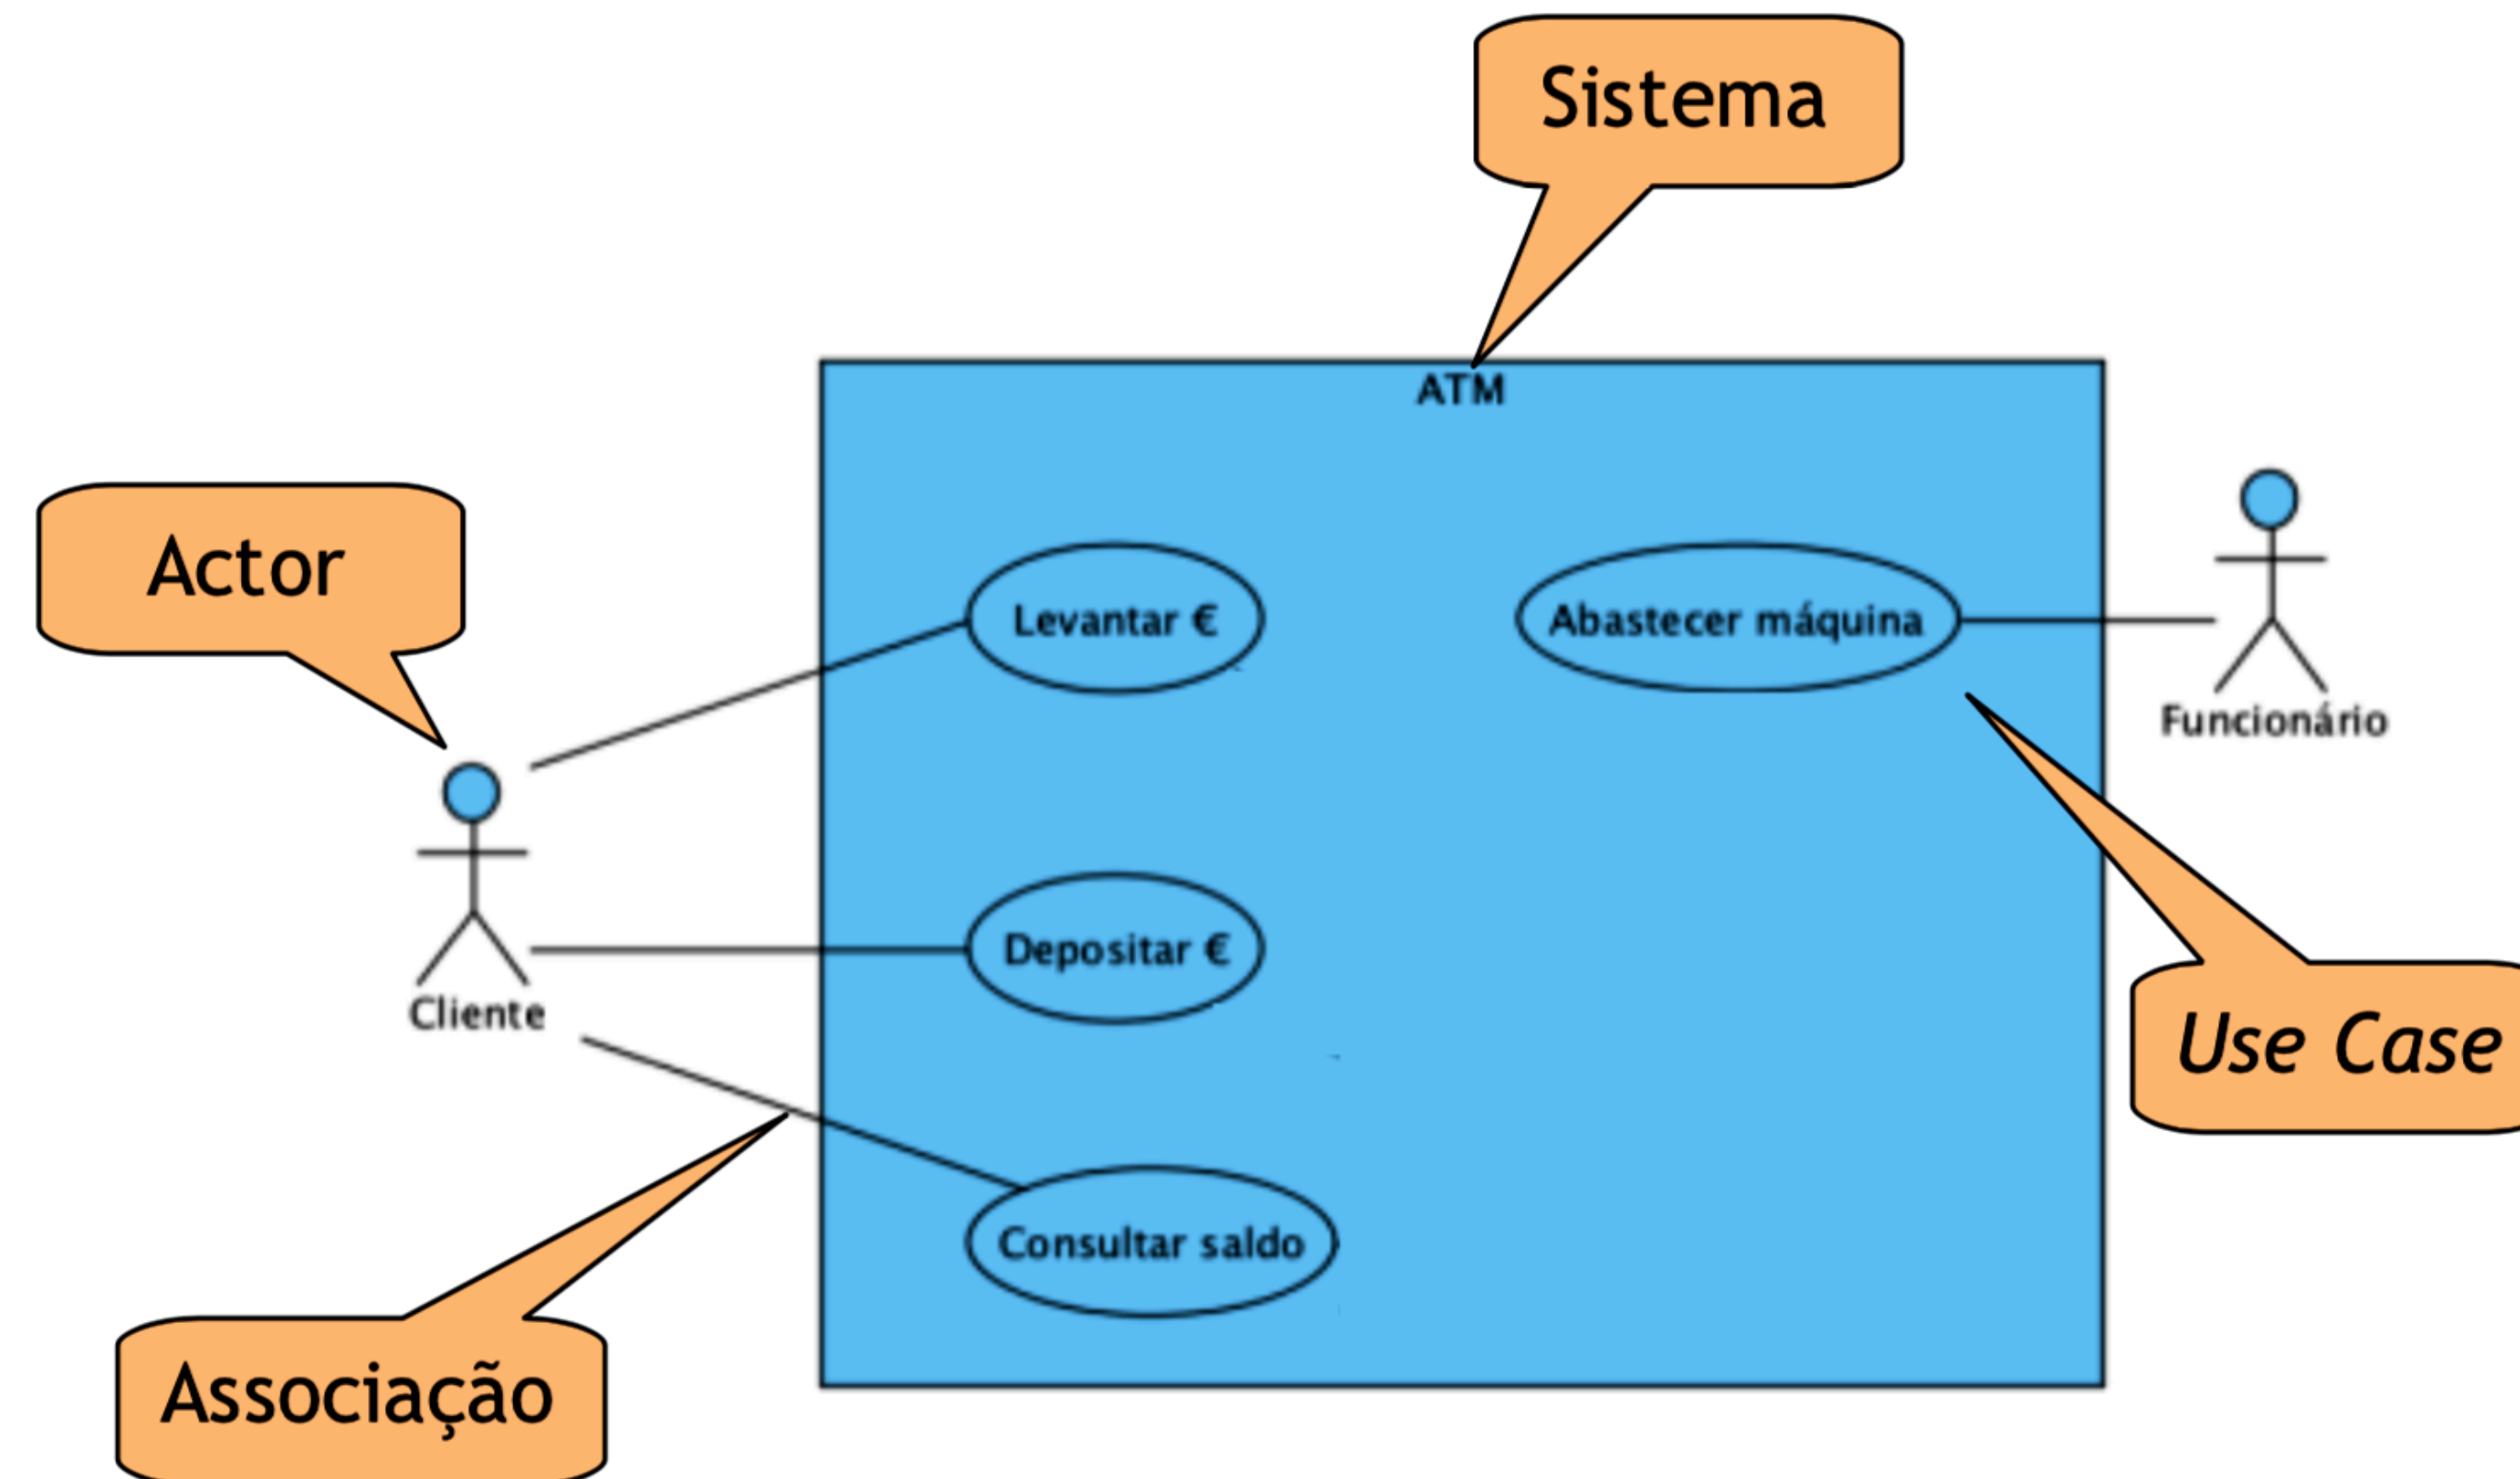 Sistema
ATM
Actor
Levantar €
Abastecer máquina
Funcionário
Depositar €
Cliente
Use Case
Consultar saldo
Associação